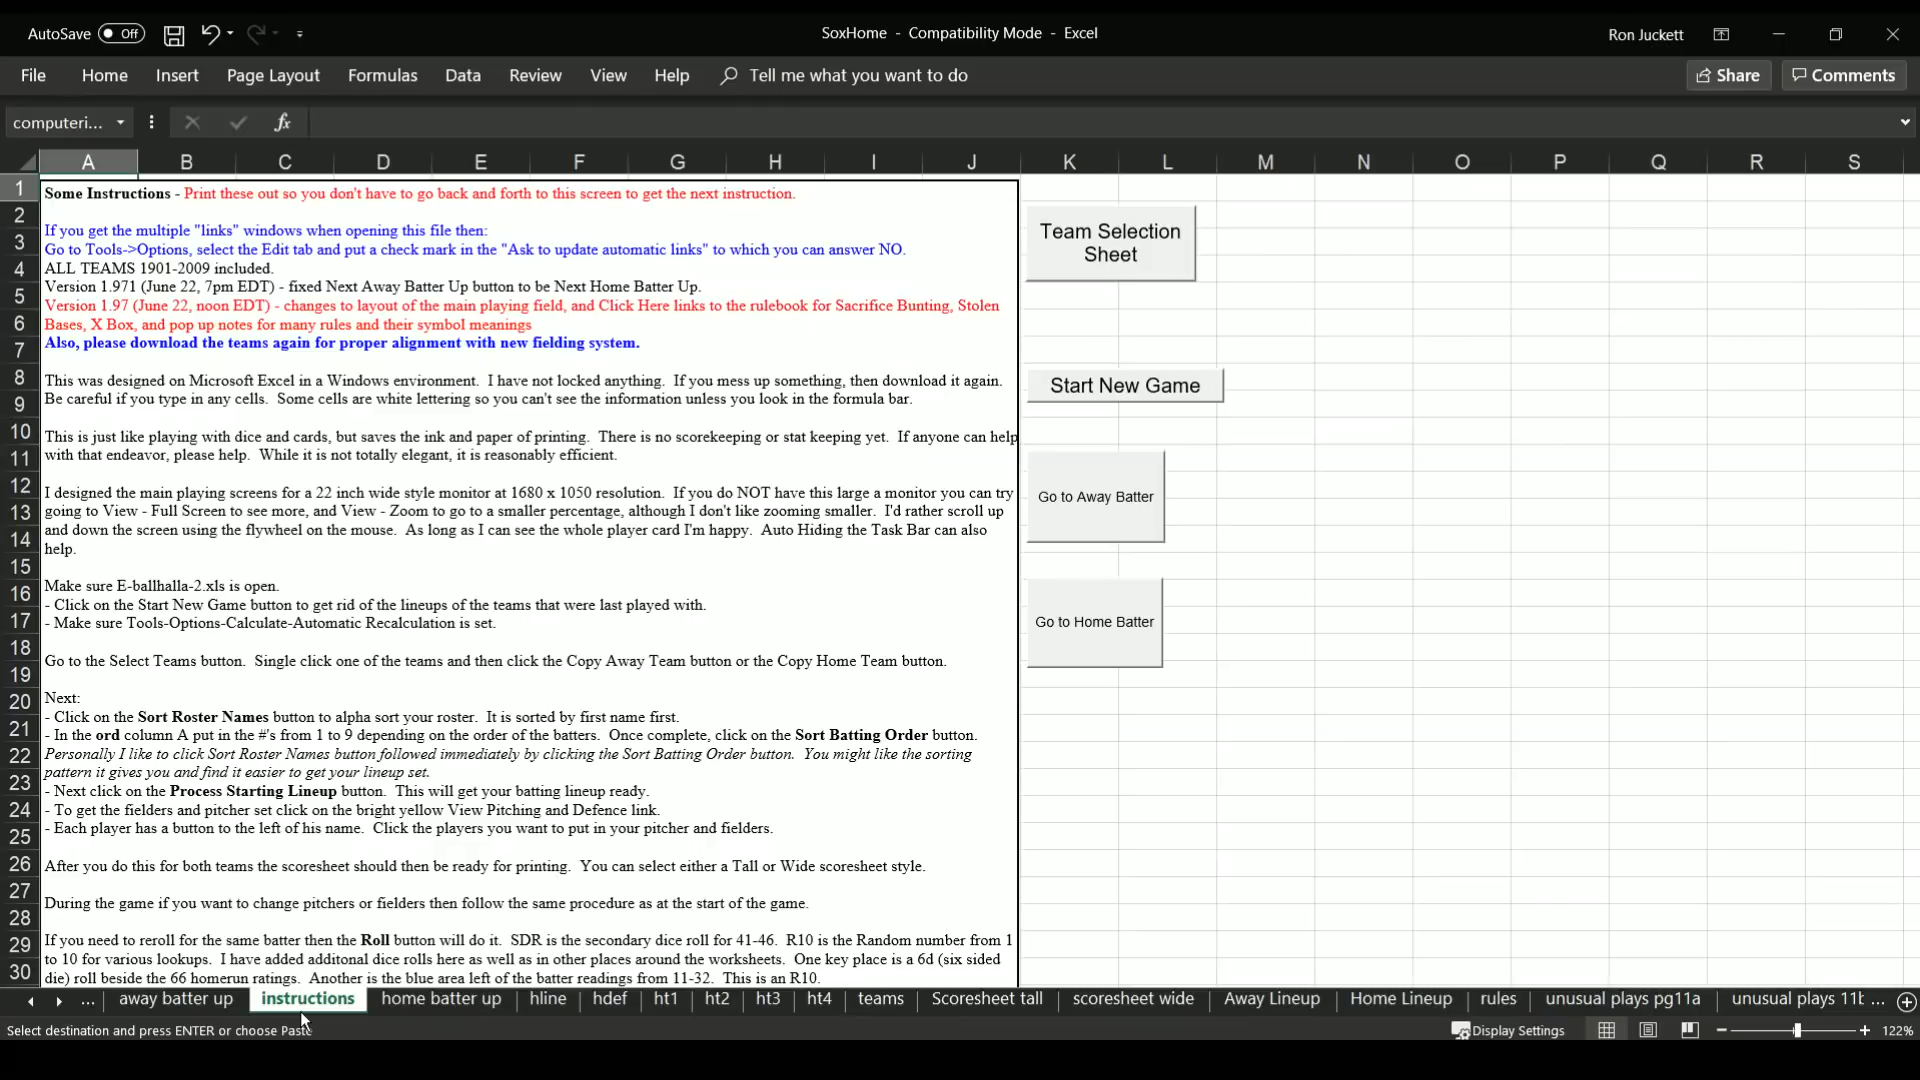 AutoSave Off
SoxHome - Compatibility Mode - Excel
Ron Juckett
File Home Insert Page Layout Formulas Data Review View Help Tell me what you want to do
Share Comments
computeri... fx
A B C D E F G H I J K L M N O P Q R S
1
2
3
4
5
6
7
8
9
10
11
12
13
14
15
16
17
18
19
20
21
22
23
24
25
26
27
28
29
30
Some Instructions - Print these out so you don't have to go back and forth to this screen to get the next instruction.
If you get the multiple "links" windows when opening this file then:
Go to Tools->Options, select the Edit tab and put a check mark in the "Ask to update automatic links" to which you can answer NO.
ALL TEAMS 1901-2009 included.
Version 1.971 (June 22, 7pm EDT) - fixed Next Away Batter Up button to be Next Home Batter Up.
Version 1.97 (June 22, noon EDT) - changes to layout of the main playing field, and Click Here links to the rulebook for Sacrifice Bunting, Stolen
Bases, X Box, and pop up notes for many rules and their symbol meanings
Also, please download the teams again for proper alignment with new fielding system.
This was designed on Microsoft Excel in a Windows environment. I have not locked anything. If you mess up something, then download it again.
Be careful if you type in any cells. Some cells are white lettering so you can't see the information unless you look in the formula bar.
This is just like playing with dice and cards, but saves the ink and paper of printing. There is no scorekeeping or stat keeping yet. If anyone can help
with that endeavor, please help. While it is not totally elegant, it is reasonably efficient.
I designed the main playing screens for a 22 inch wide style monitor at 1680 x 1050 resolution. If you do NOT have this large a monitor you can try
going to View - Full Screen to see more, and View - Zoom to go to a smaller percentage, although I don't like zooming smaller. I'd rather scroll up
and down the screen using the flywheel on the mouse. As long as I can see the whole player card I'm happy. Auto Hiding the Task Bar can also
help.
Make sure E-ballhalla-2.xls is open.
- Click on the Start New Game button to get rid of the lineups of the teams that were last played with.
- Make sure Tools-Options-Calculate-Automatic Recalculation is set.
Go to the Select Teams button. Single click one of the teams and then click the Copy Away Team button or the Copy Home Team button.
Next:
- Click on the Sort Roster Names button to alpha sort your roster. It is sorted by first name first.
- In the ord column A put in the #'s from 1 to 9 depending on the order of the batters. Once complete, click on the Sort Batting Order button.
Personally I like to click Sort Roster Names button followed immediately by clicking the Sort Batting Order button. You might like the sorting
pattern it gives you and find it easier to get your lineup set.
- Next click on the Process Starting Lineup button. This will get your batting lineup ready.
- To get the fielders and pitcher set click on the bright yellow View Pitching and Defence link.
- Each player has a button to the left of his name. Click the players you want to put in your pitcher and fielders.
After you do this for both teams the scoresheet should then be ready for printing. You can select either a Tall or Wide scoresheet style.
During the game if you want to change pitchers or fielders then follow the same procedure as at the start of the game.
If you need to reroll for the same batter then the Roll button will do it. SDR is the secondary dice roll for 41-46. R10 is the Random number from 1
to 10 for various lookups. I have added additonal dice rolls here as well as in other places around the worksheets. One key place is a 6d (six sided
die) roll beside the 66 homerun ratings. Another is the blue area left of the batter readings from 11-32. This is an R10.
Team Selection
Sheet
Start New Game
Go to Away Batter
Go to Home Batter
... away batter up instructions home batter up hline hdef ht1 ht2 ht3 ht4 teams Scoresheet tall scoresheet wide Away Lineup Home Lineup rules unusual plays pg11a unusual plays 11b ...
Select destination and press ENTER or choose Paste
Display Settings 122%